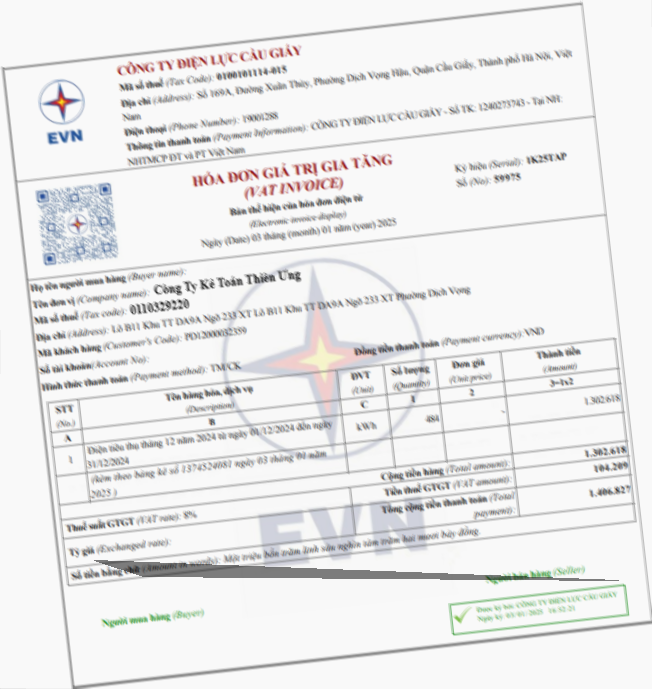 CÔNG TY ĐIỆN LỰC CẦU GIẤY
Mã số thuế (Tax Code): 0100101114-015
Địa chỉ (Address): Số 169A, Đường Xuân Thủy, Phường Dịch Vọng Hậu, Quận Cầu Giấy, Thành phố Hà Nội, Việt
Nam
Điện thoại (Phone Number): 19001288
Thông tin thanh toán (Payment Information): CÔNG TY ĐIỆN LỰC CẦU GIẤY - Số TK: 1240273743 - Tại NH:
NHTMCP ĐT và PT Việt Nam
EVN
HÓA ĐƠN GIÁ TRỊ GIA TĂNG
(VAT INVOICE)
Bản thể hiện của hóa đơn điện tử
(Electronic invoice display)
Ngày (Date) 03 tháng (month) 01 năm (year) 2025
Ký hiệu (Serial): 1K25TAP
Số (No): 59975
Họ tên người mua hàng (Buyer name):
Tên đơn vị (Company name): Công Ty Kế Toán Thiên Ưng
Mã số thuế (Tax code): 0110329220
Địa chỉ (Address): Lô B11 Khu TT DA9A Ngõ 233 XT Lô B11 Khu TT DA9A Ngõ 233 XT Phường Dịch Vọng
Mã khách hàng (Customer's Code): PD12000032359
Số tài khoản(Account No):
Hình thức thanh toán (Payment method): TM/CK
Đồng tiền thanh toán (Payment currency):VND
STT (No.) Tên hàng hóa, dịch vụ (Description) ĐVT (Unit) Số lượng (Quantity) Đơn giá (Unit price) Thành tiền (Amount)
A B C 1 2 3=1x2
1 Điện tiêu thụ tháng 12 năm 2024 từ ngày 01/12/2024 đến ngày kWh 484 - 1.302.618
31/12/2024
(kèm theo bảng kê số 1374524081 ngày 03 tháng 01 năm
2025 )
Cộng tiền hàng (Total amount): 1.302.618
Thuế suất GTGT (VAT rate): 8% Tiền thuế GTGT (VAT amount): 104.209
Tỷ giá (Exchanged rate): Tổng cộng tiền thanh toán (Total payment): 1.406.827
Số tiền bằng chữ (Amount in words): Một triệu bốn trăm linh sáu nghìn tám trăm hai mươi bảy đồng.
EVN
Người mua hàng (Buyer)
Người bán hàng (Seller)
Được ký bởi: CÔNG TY ĐIỆN LỰC CẦU GIẤY
Ngày ký: 03/01/2025